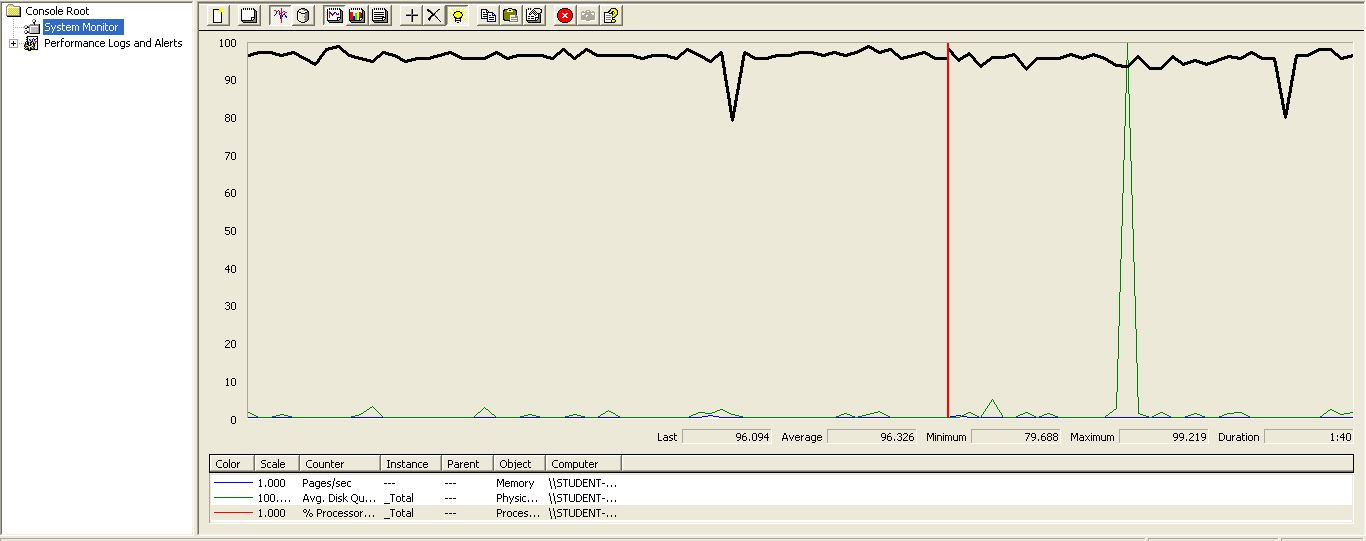 Console Root
System Monitor
Performance Logs and Alerts
100
90
80
70
60
50
40
30
20
10
0
Last 96.094 Average 96.326 Minimum 79.688 Maximum 99.219 Duration 1:40
Color Scale Counter Instance Parent Object Computer
1.000 Pages/sec --- --- Memory \\STUDENT-...
100.... Avg. Disk Qu... _Total --- Physic... \\STUDENT-...
1.000 % Processor... _Total --- Proces... \\STUDENT-...